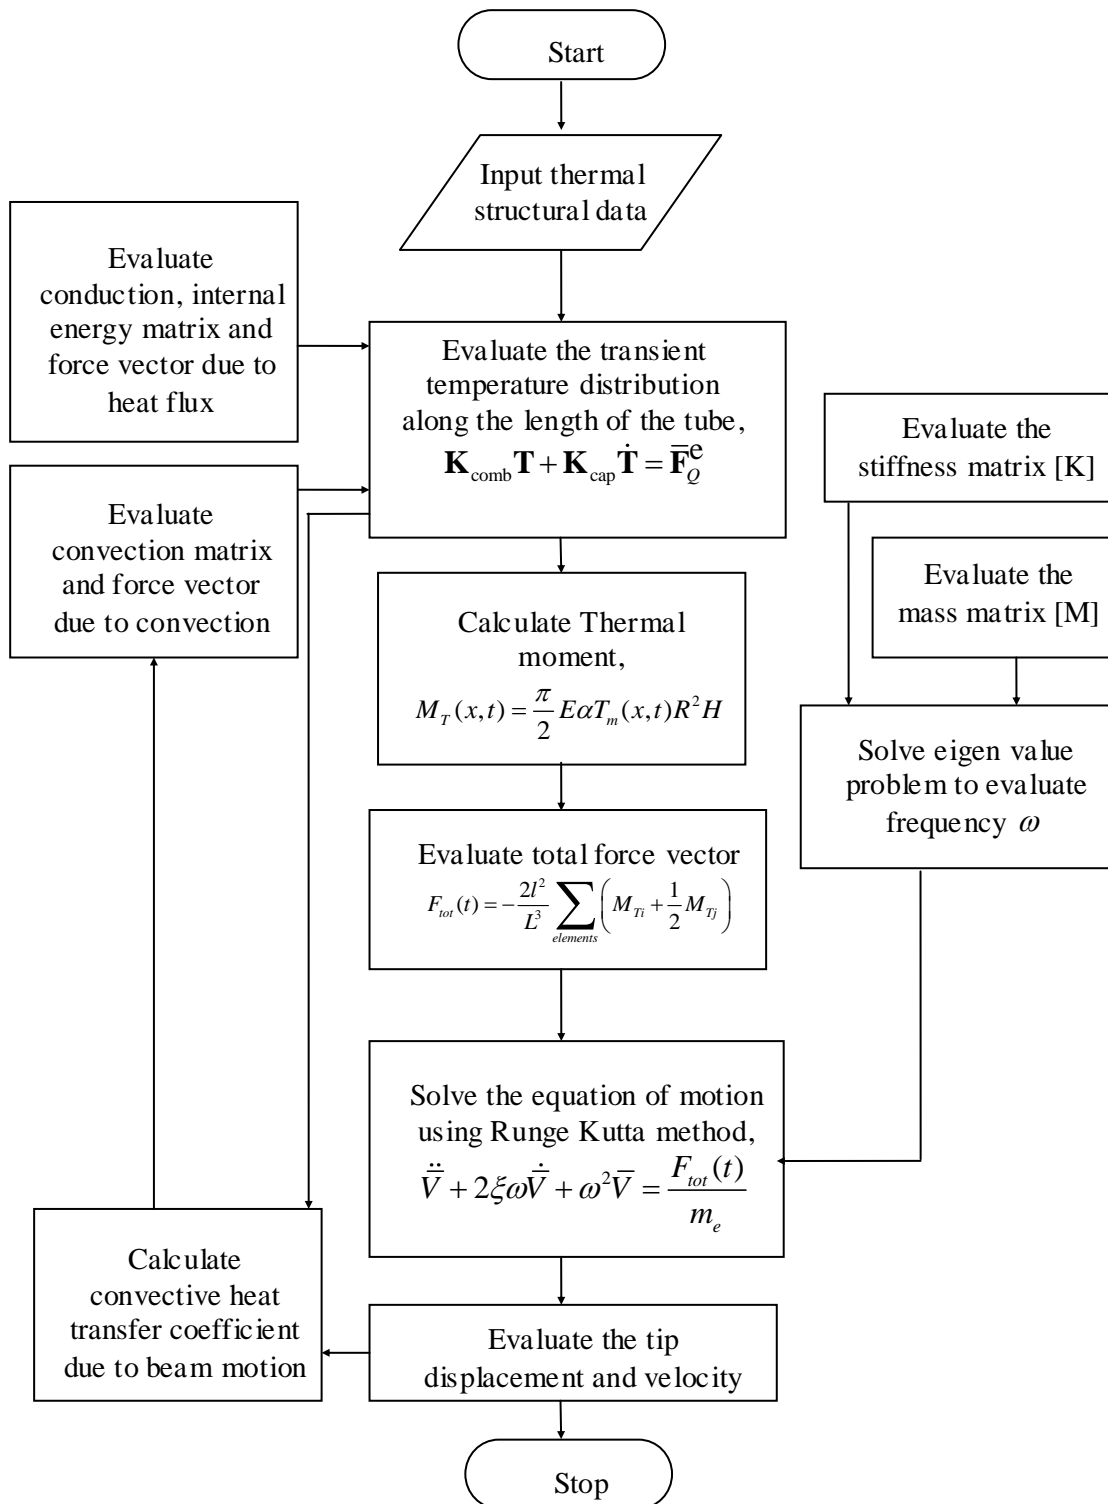 Start
Input thermal
structural data
Evaluate
conduction, internal
energy matrix and
force vector due to
heat flux
Evaluate the transient
temperature distribution
along the length of the tube,
𝐊_comb 𝐓 + 𝐊_cap 𝐓̇ = 𝐅̅_Q^e
Evaluate the
stiffness matrix [K]
Evaluate
convection matrix
and force vector
due to convection
Evaluate the
mass matrix [M]
Calculate Thermal
moment,
M_T(x,t) = π/2 EαT_m(x,t)R²H
Solve eigen value
problem to evaluate
frequency ω
Evaluate total force vector
F_tot(t) = −2l²/L³ ∑_elements (M_Ti + 1/2 M_Tj)
Solve the equation of motion
using Runge Kutta method,
V̅̈ + 2ξωV̅̇ + ω²V̅ = F_tot(t)/m_e
Calculate
convective heat
transfer coefficient
due to beam motion
Evaluate the tip
displacement and velocity
Stop